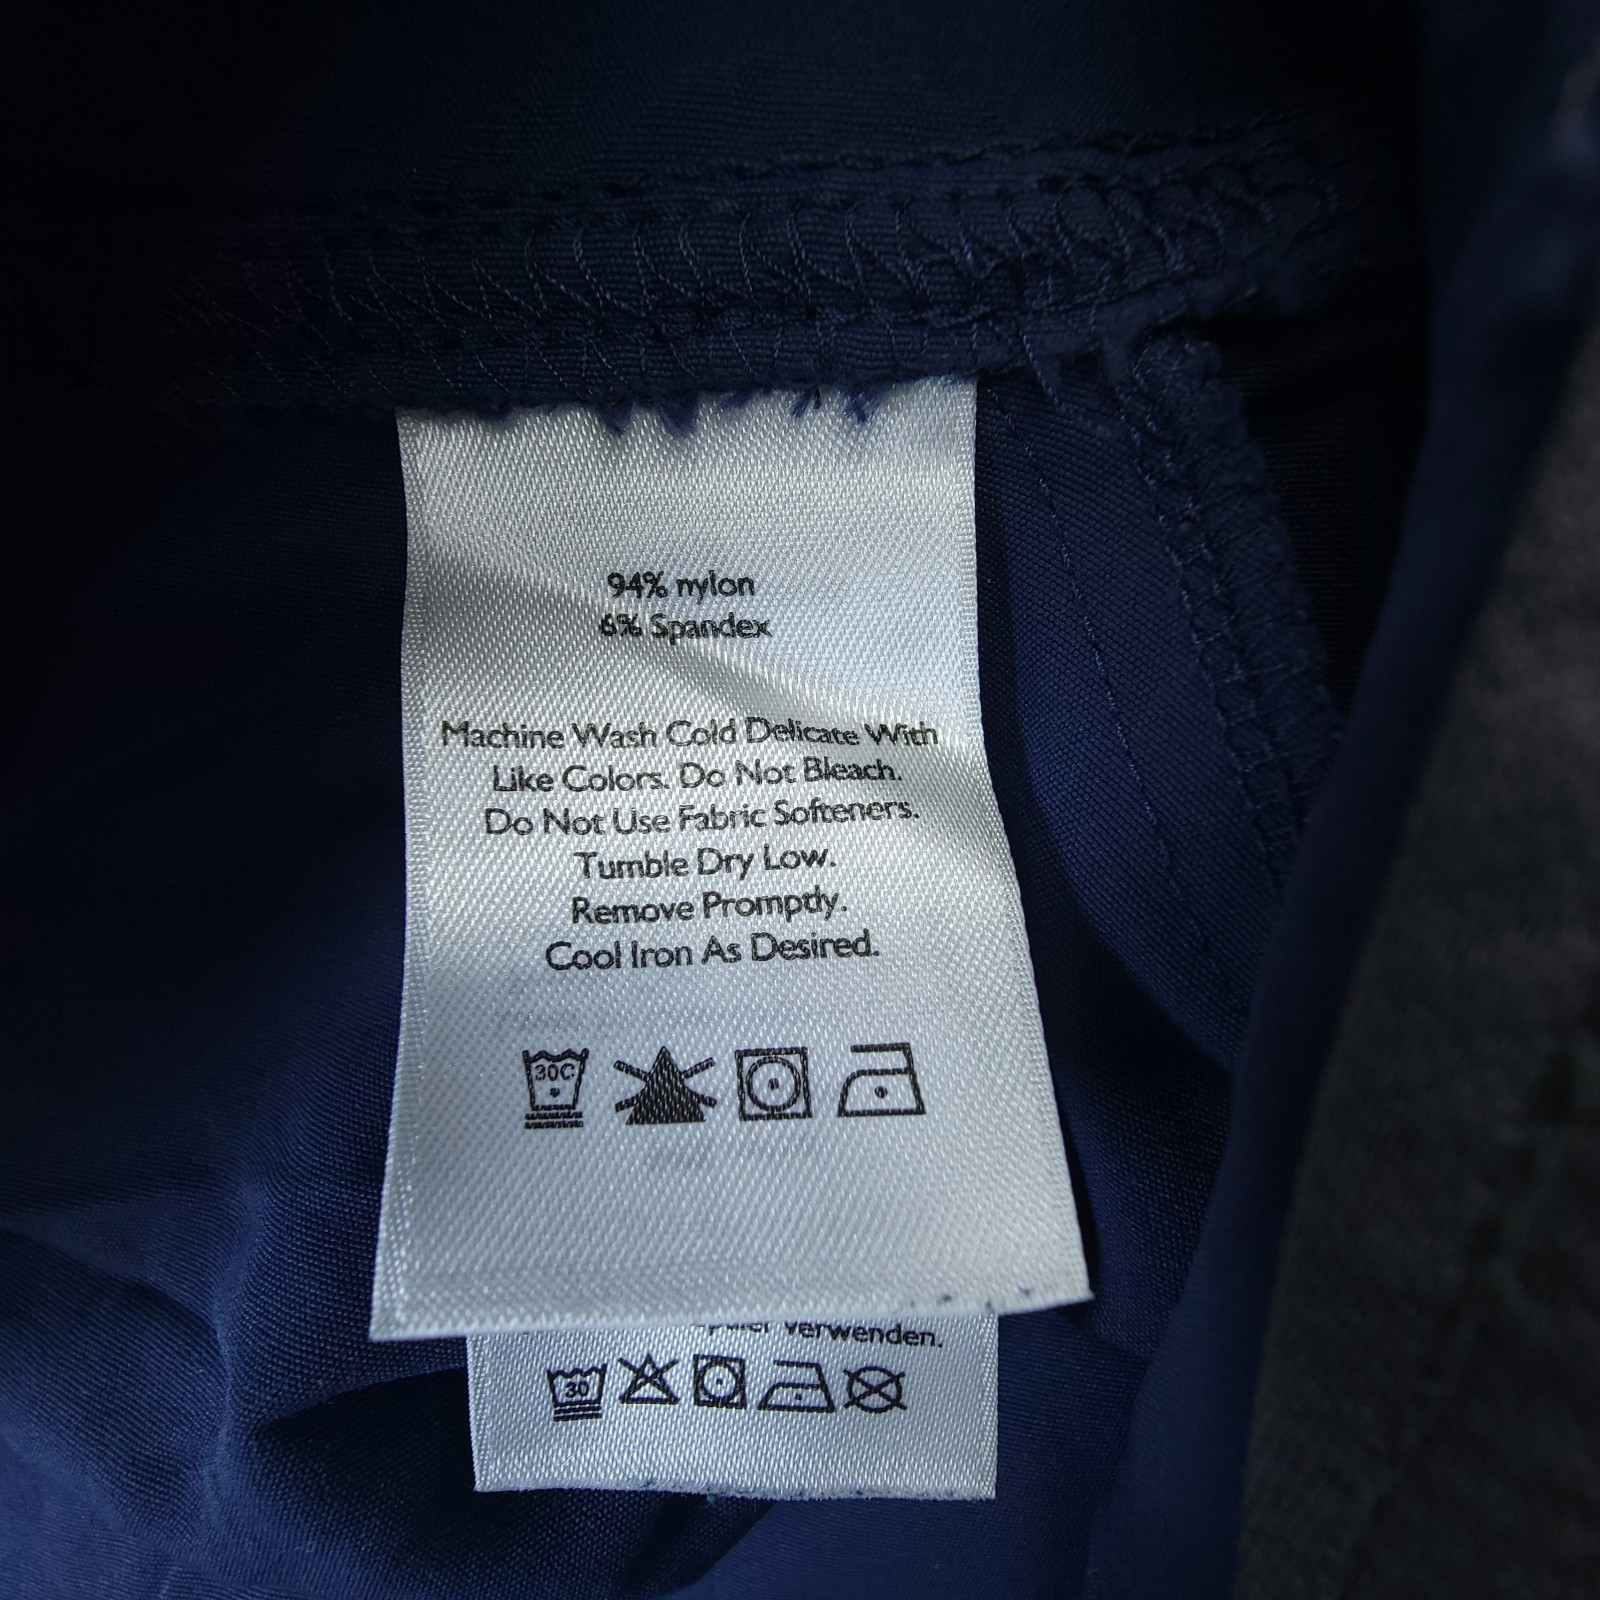 94% nylon
6% Spandex
Machine Wash Cold Delicate With
Like Colors. Do Not Bleach.
Do Not Use Fabric Softeners.
Tumble Dry Low.
Remove Promptly.
Cool Iron As Desired.
30C
verwenden.
30